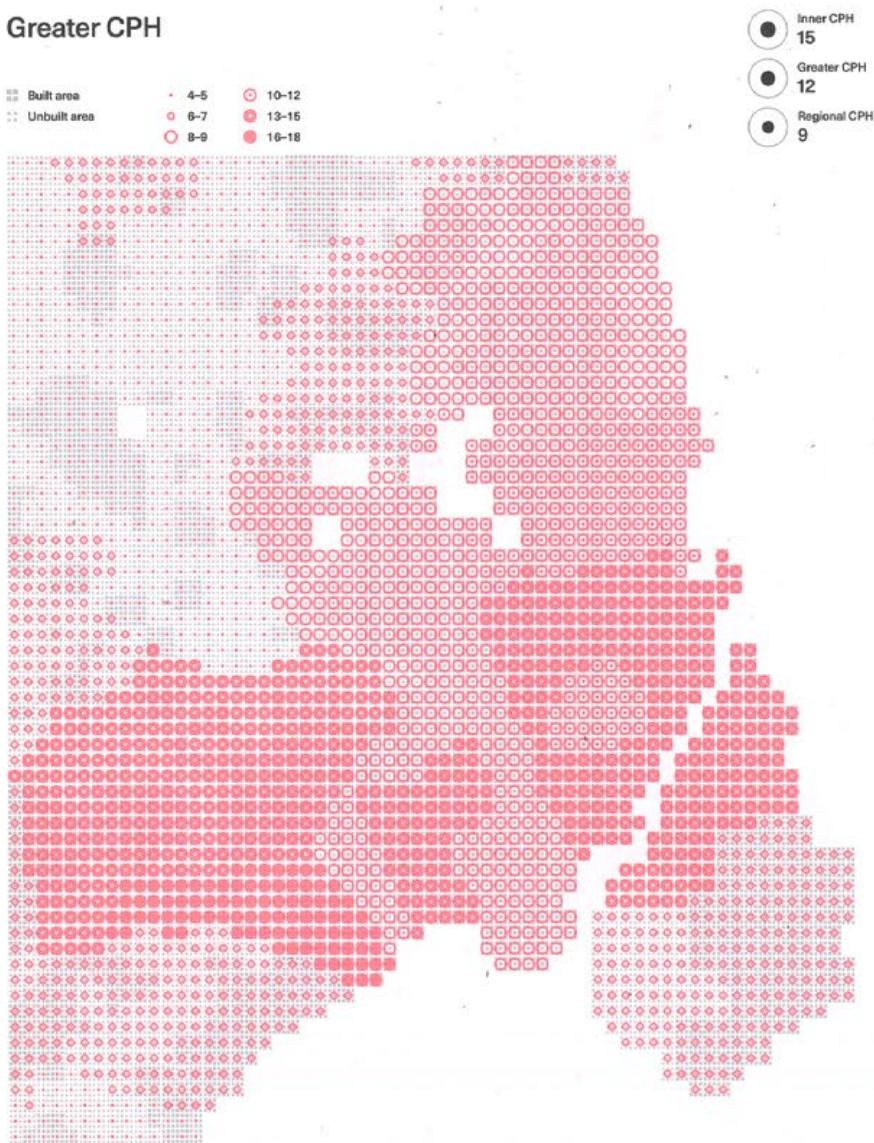 Greater CPH
Inner CPH
15
Greater CPH
12
Regional CPH
9
Built area
Unbuilt area
4–5
6–7
8–9
10–12
13–15
16–18